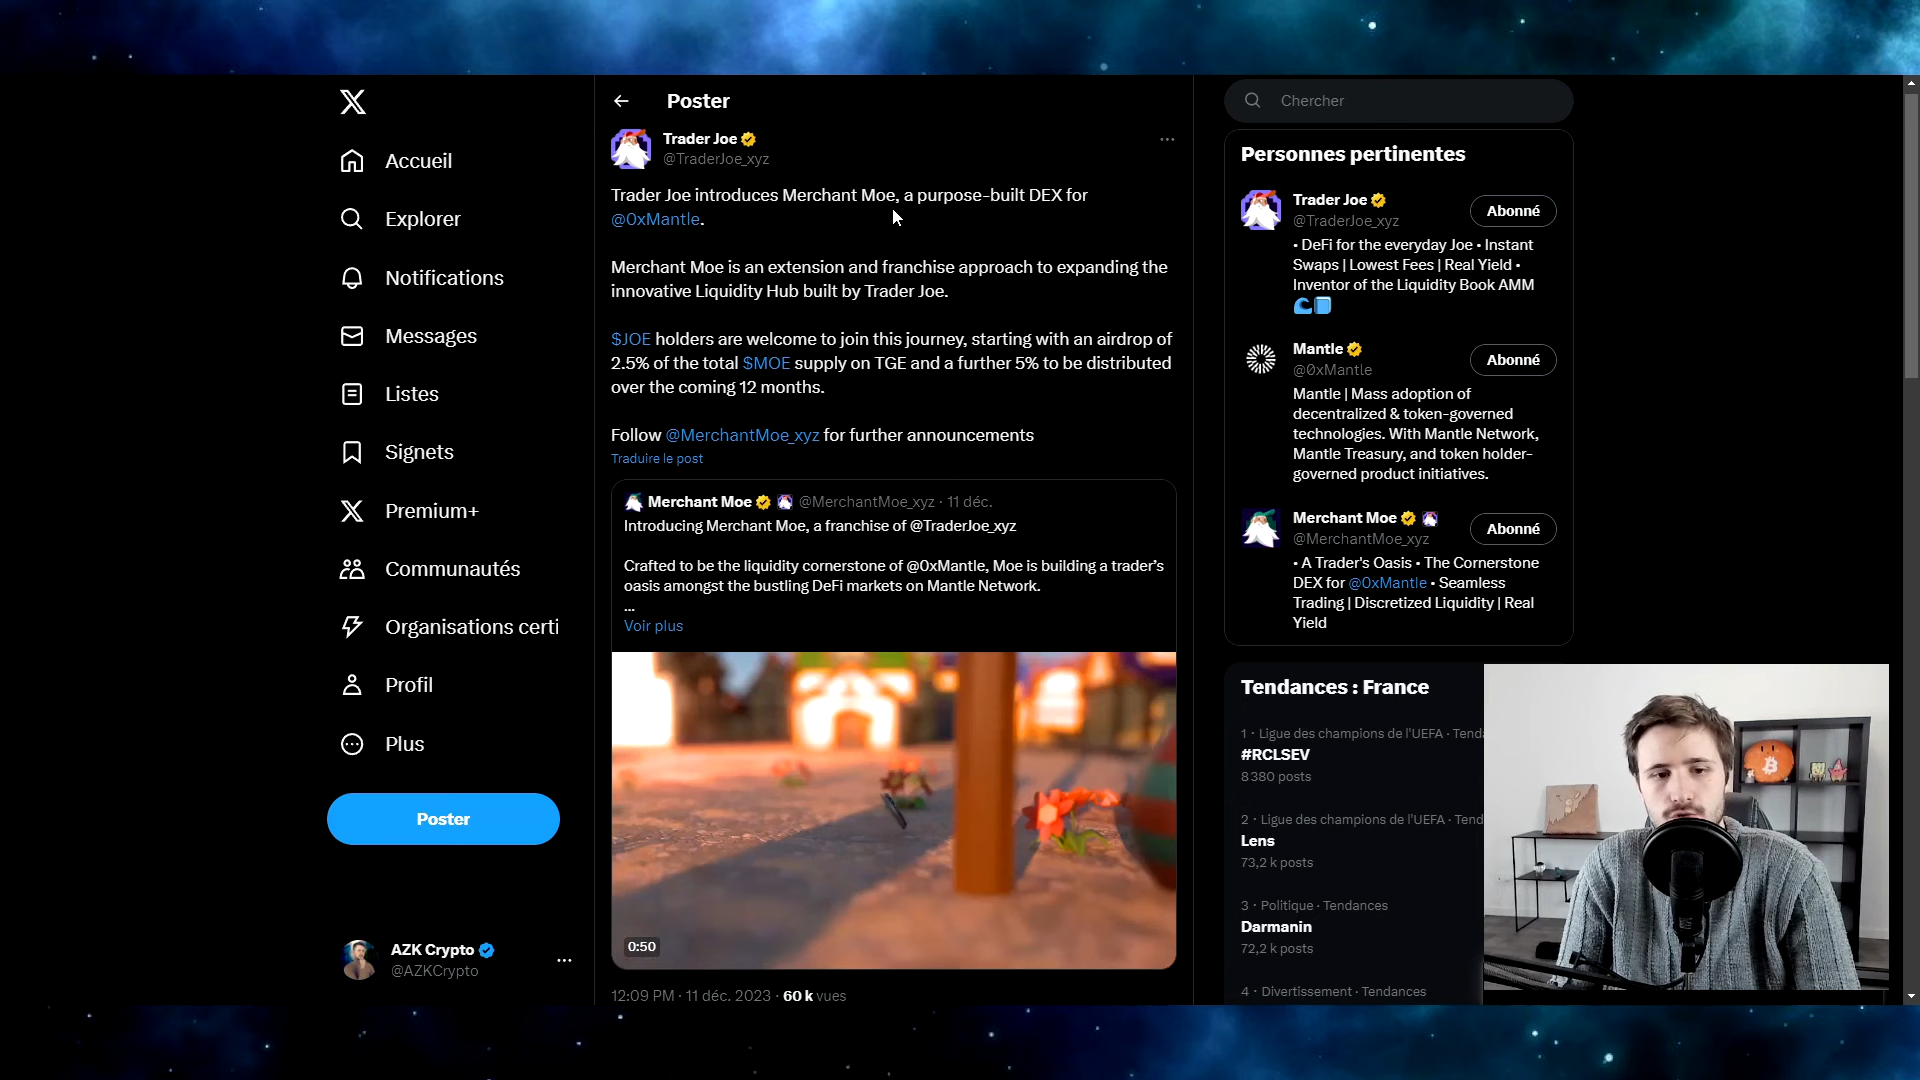 Accueil
Explorer
Notifications
Messages
Listes
Signets
Premium+
Communautés
Organisations certi
Profil
Plus
Poster
AZK Crypto
@AZKCrypto
Poster
Trader Joe
@TraderJoe_xyz
Trader Joe introduces Merchant Moe, a purpose-built DEX for
@0xMantle.
Merchant Moe is an extension and franchise approach to expanding the
innovative Liquidity Hub built by Trader Joe.
$JOE holders are welcome to join this journey, starting with an airdrop of
2.5% of the total $MOE supply on TGE and a further 5% to be distributed
over the coming 12 months.
Follow @MerchantMoe_xyz for further announcements
Traduire le post
Merchant Moe @MerchantMoe_xyz · 11 déc.
Introducing Merchant Moe, a franchise of @TraderJoe_xyz
Crafted to be the liquidity cornerstone of @0xMantle, Moe is building a trader's
oasis amongst the bustling DeFi markets on Mantle Network.
...
Voir plus
0:50
12:09 PM · 11 déc. 2023 · 60 k vues
Chercher
Personnes pertinentes
Trader Joe
@TraderJoe_xyz
Abonné
• DeFi for the everyday Joe • Instant
Swaps | Lowest Fees | Real Yield •
Inventor of the Liquidity Book AMM
Mantle
@0xMantle
Abonné
Mantle | Mass adoption of
decentralized & token-governed
technologies. With Mantle Network,
Mantle Treasury, and token holder-
governed product initiatives.
Merchant Moe
@MerchantMoe_xyz
Abonné
• A Trader's Oasis • The Cornerstone
DEX for @0xMantle • Seamless
Trading | Discretized Liquidity | Real
Yield
Tendances : France
1 · Ligue des champions de l'UEFA · Tend
#RCLSEV
8 380 posts
2 · Ligue des champions de l'UEFA · Tend
Lens
73,2 k posts
3 · Politique · Tendances
Darmanin
72,2 k posts
4 · Divertissement · Tendances